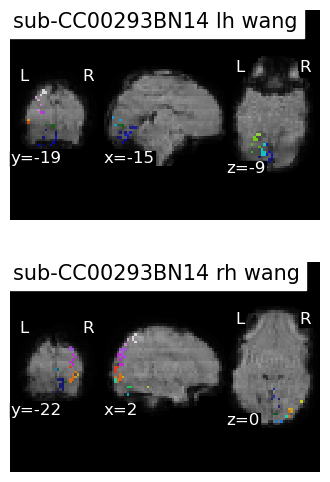 sub-CC00293BN14 lh wang
L R L R
y=-19 x=-15 z=-9
sub-CC00293BN14 rh wang
L R L R
y=-22 x=2 z=0